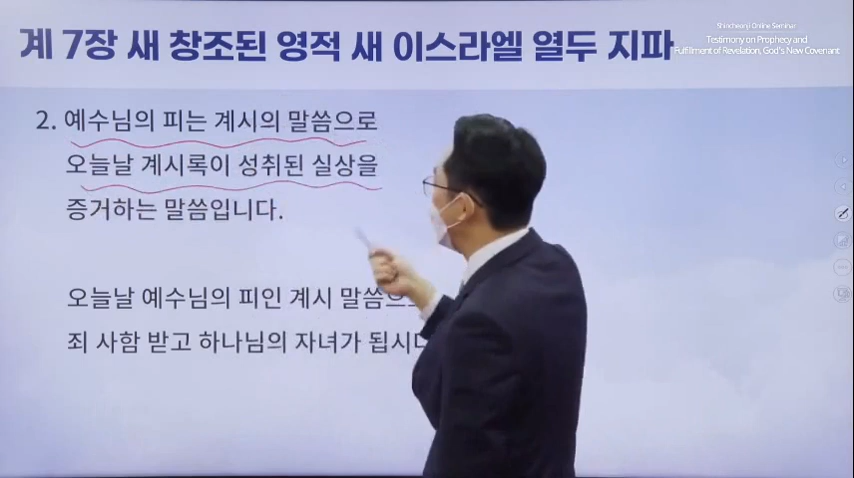 계 7장 새 창조된 영적 새 이스라엘 열두 지파
Shincheonji Online Seminar
Testimony on Prophecy and
Fulfillment of Revelation, God's New Covenant
2. 예수님의 피는 계시의 말씀으로
오늘날 계시록이 성취된 실상을
증거하는 말씀입니다.
오늘날 예수님의 피인 계시 말씀으
죄 사함 받고 하나님의 자녀가 됩시